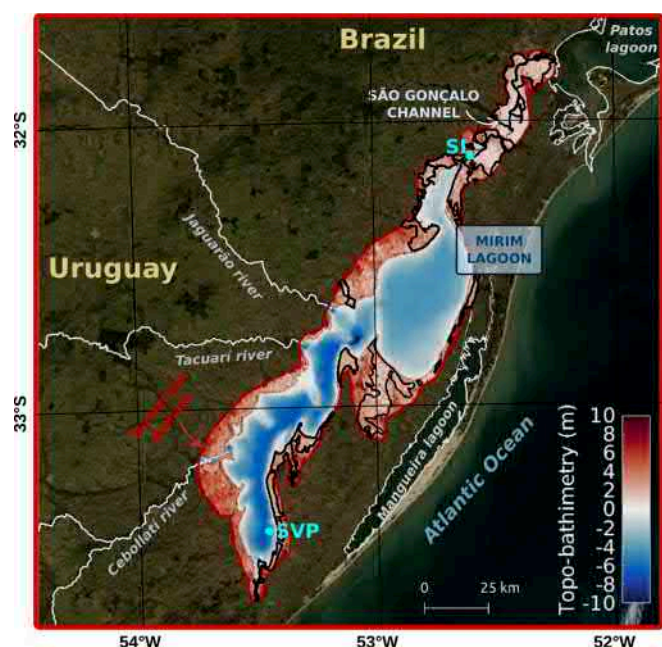 Brazil
Patos
lagoon
SÃO GONÇALO
CHANNEL
32°S
SL
Jaguarão river
MIRIM
LAGOON
Uruguay
Tacuarí river
33°S
Mangueira lagoon
Atlantic Ocean
Cebollatí river
SVP
0 25 km
Topo-bathimetry (m)
10
8
6
4
2
0
-2
-4
-6
-8
-10
54°W
53°W
52°W